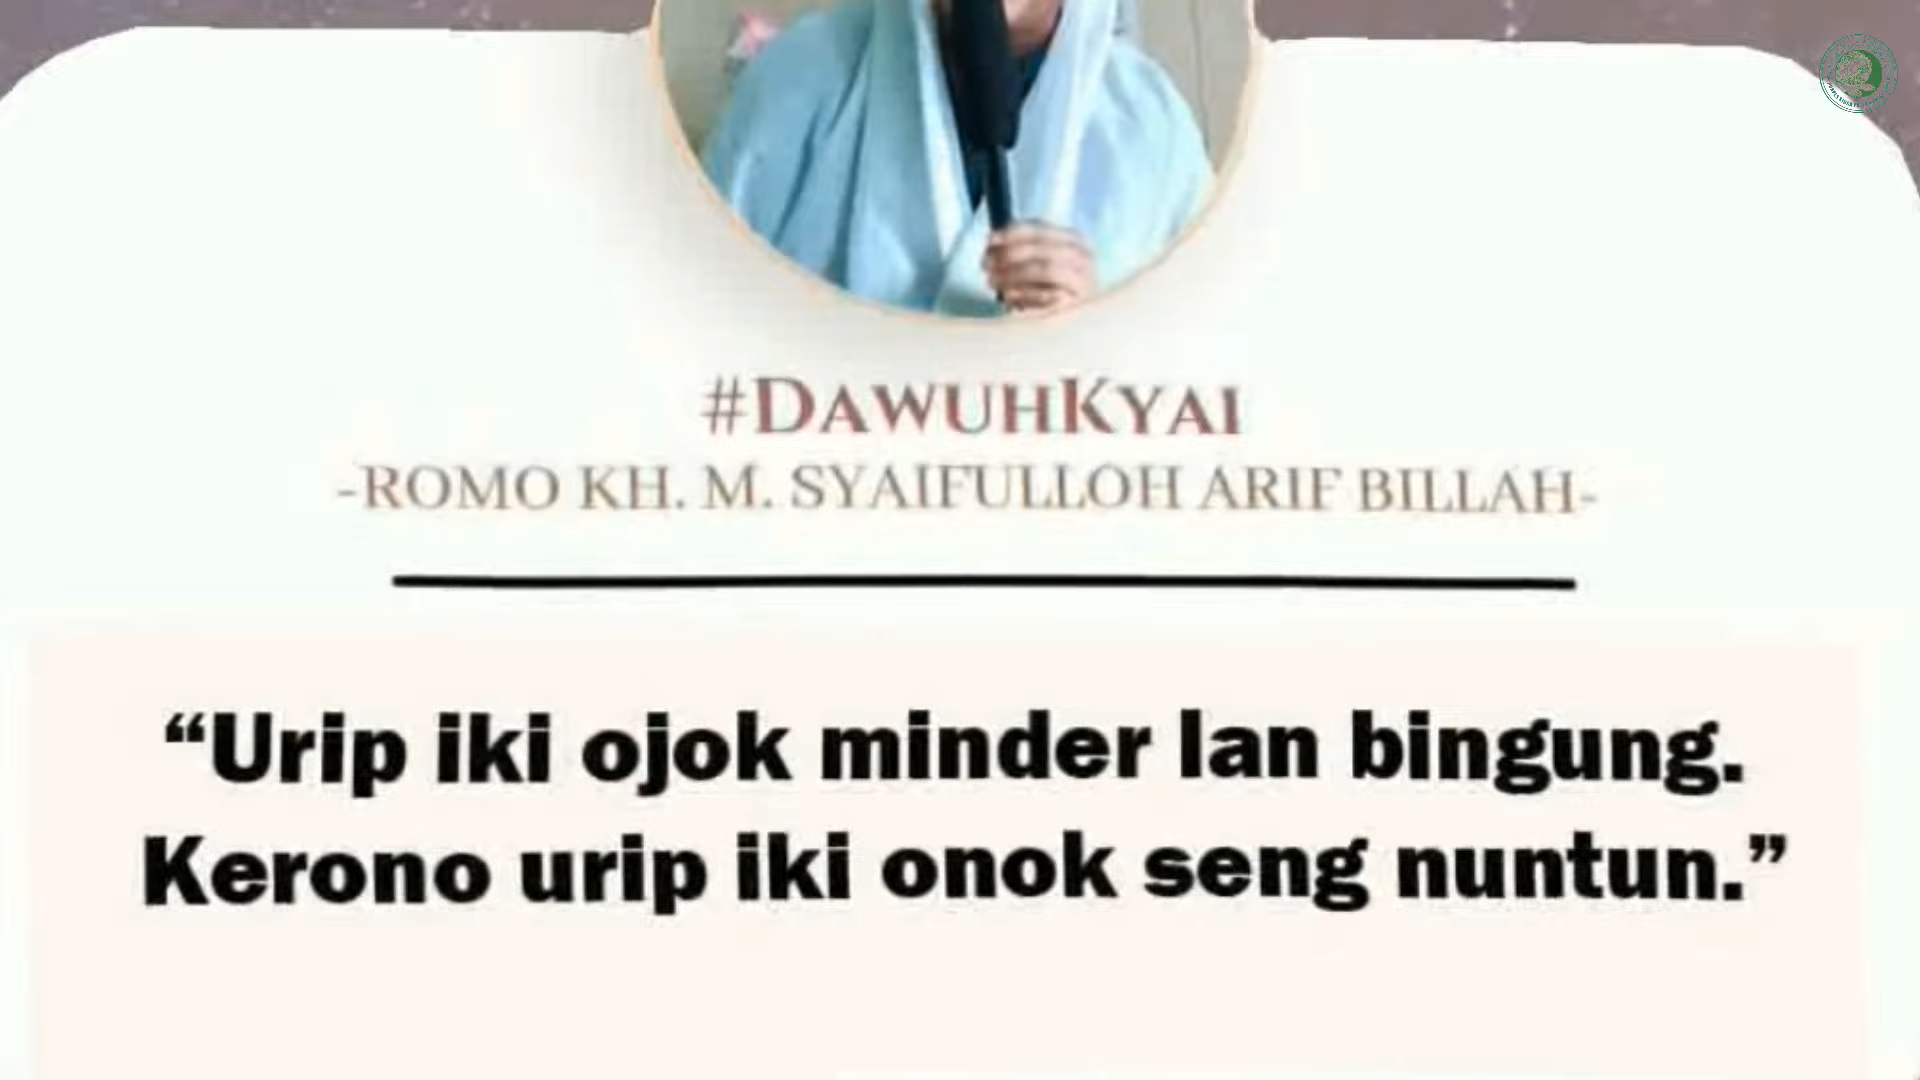 #DAWUHKYAI
-ROMO KH. M. SYAIFULLOH ARIF BILLAH-
“Urip iki ojok minder lan bingung.
Kerono urip iki onok seng nuntun.”